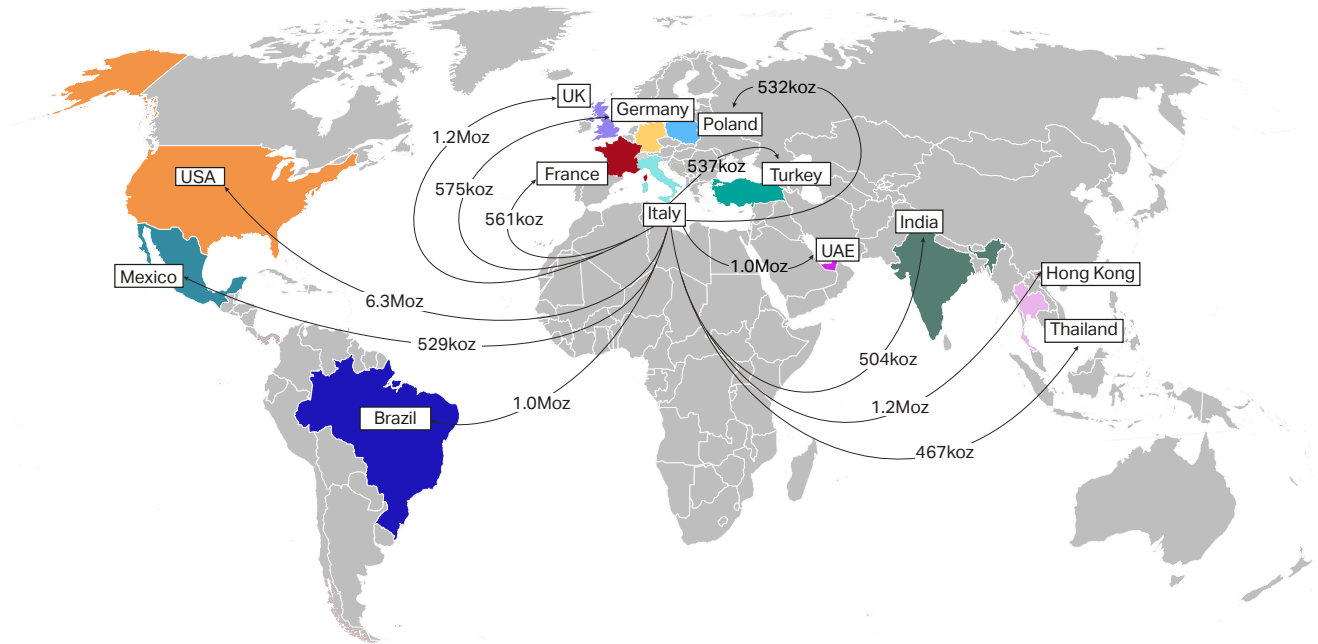 532koz
UK
Germany
Poland
1.2Moz
537koz
France
Turkey
USA
575koz
561koz
Italy
India
UAE
1.0Moz
Mexico
Hong Kong
6.3Moz
Thailand
529koz
504koz
1.0Moz
1.2Moz
Brazil
467koz